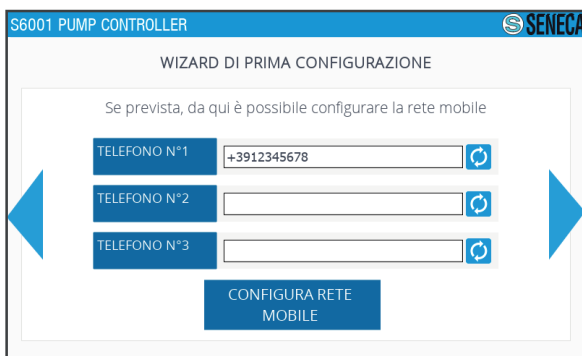 S6001 PUMP CONTROLLER
S SENECA
WIZARD DI PRIMA CONFIGURAZIONE
Se prevista, da qui è possibile configurare la rete mobile
TELEFONO N°1
+3912345678
TELEFONO N°2
TELEFONO N°3
CONFIGURA RETE
MOBILE